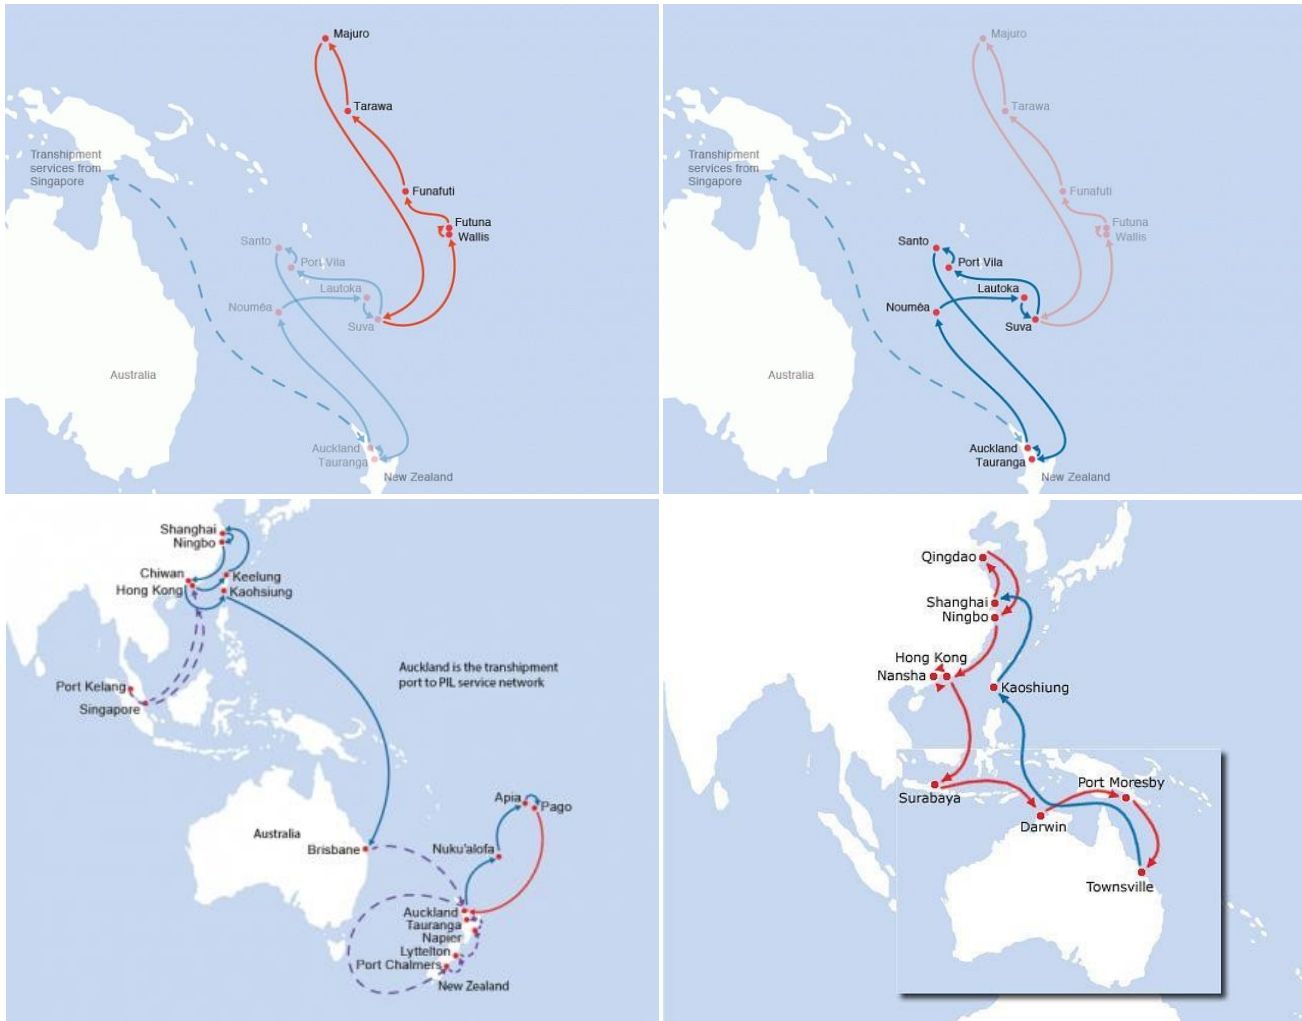 Majuro
Tarawa
Transhipment
services from
Singapore
Funafuti
Futuna
Wallis
Santo
Port Vila
Lautoka
Nouméa
Suva
Australia
Auckland
Tauranga
New Zealand
Majuro
Tarawa
Transhipment
services from
Singapore
Funafuti
Futuna
Wallis
Santo
Port Vila
Lautoka
Nouméa
Suva
Australia
Auckland
Tauranga
New Zealand
Shanghai
Ningbo
Chiwan
Keelung
Hong Kong
Kaohsiung
Auckland is the transhipment
port to PIL service network
Port Kelang
Singapore
Apia
Pago
Australia
Brisbane
Nuku'alofa
Auckland
Tauranga
Napier
Lyttelton
Port Chalmers
New Zealand
Qingdao
Shanghai
Ningbo
Hong Kong
Nansha
Kaoshiung
Port Moresby
Surabaya
Darwin
Townsville